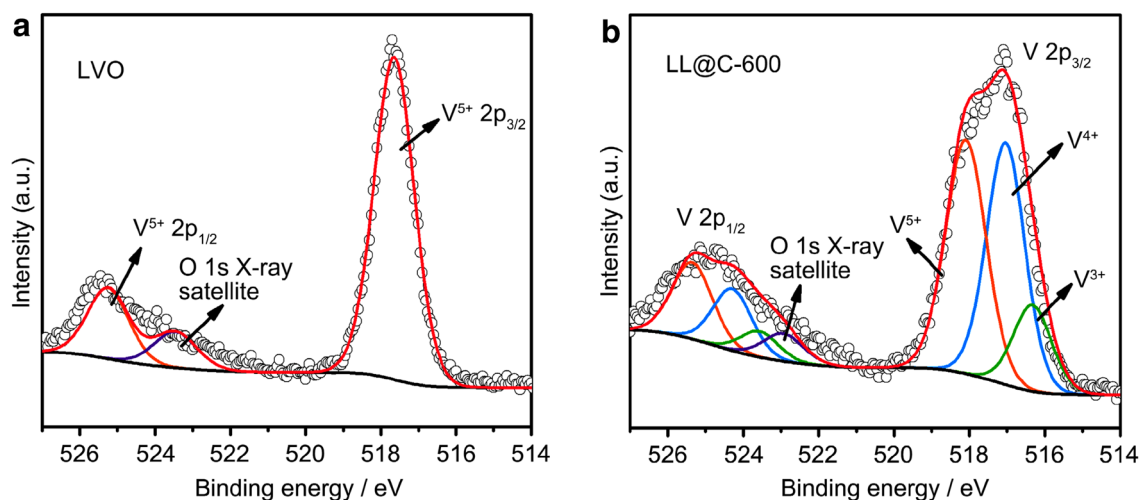 a
LVO
V⁵⁺ 2p₃/₂
V⁵⁺ 2p₁/₂
O 1s X-ray
satellite
Intensity (a.u.)
526 524 522 520 518 516 514
Binding energy / eV
b
LL@C-600
V 2p₃/₂
V⁴⁺
V⁵⁺
V 2p₁/₂
O 1s X-ray
satellite
V³⁺
Intensity (a.u.)
526 524 522 520 518 516 514
Binding energy / eV